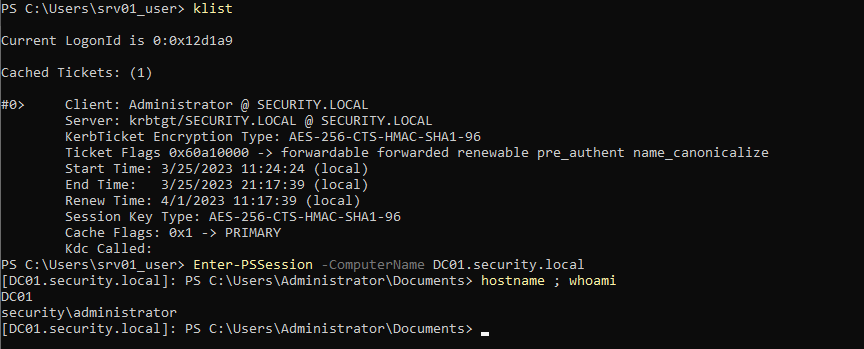 PS C:\Users\srv01_user> klist
Current LogonId is 0:0x12d1a9
Cached Tickets: (1)
#0> Client: Administrator @ SECURITY.LOCAL
Server: krbtgt/SECURITY.LOCAL @ SECURITY.LOCAL
KerbTicket Encryption Type: AES-256-CTS-HMAC-SHA1-96
Ticket Flags 0x60a10000 -> forwardable forwarded renewable pre_authent name_canonicalize
Start Time: 3/25/2023 11:24:24 (local)
End Time: 3/25/2023 21:17:39 (local)
Renew Time: 4/1/2023 11:17:39 (local)
Session Key Type: AES-256-CTS-HMAC-SHA1-96
Cache Flags: 0x1 -> PRIMARY
Kdc Called:
PS C:\Users\srv01_user> Enter-PSSession -ComputerName DC01.security.local
[DC01.security.local]: PS C:\Users\Administrator\Documents> hostname ; whoami
DC01
security\administrator
[DC01.security.local]: PS C:\Users\Administrator\Documents>